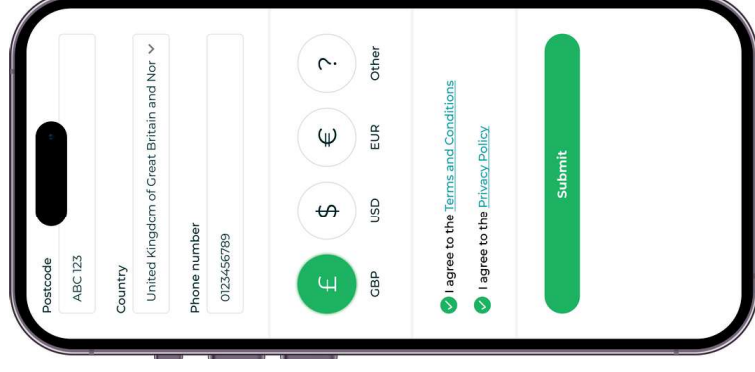 Postcode
ABC 123
Country
United Kingdom of Great Britain and Nor
Phone number
0123456789
£ $ € ?
GBP USD EUR Other
I agree to the Terms and Conditions
I agree to the Privacy Policy
Submit